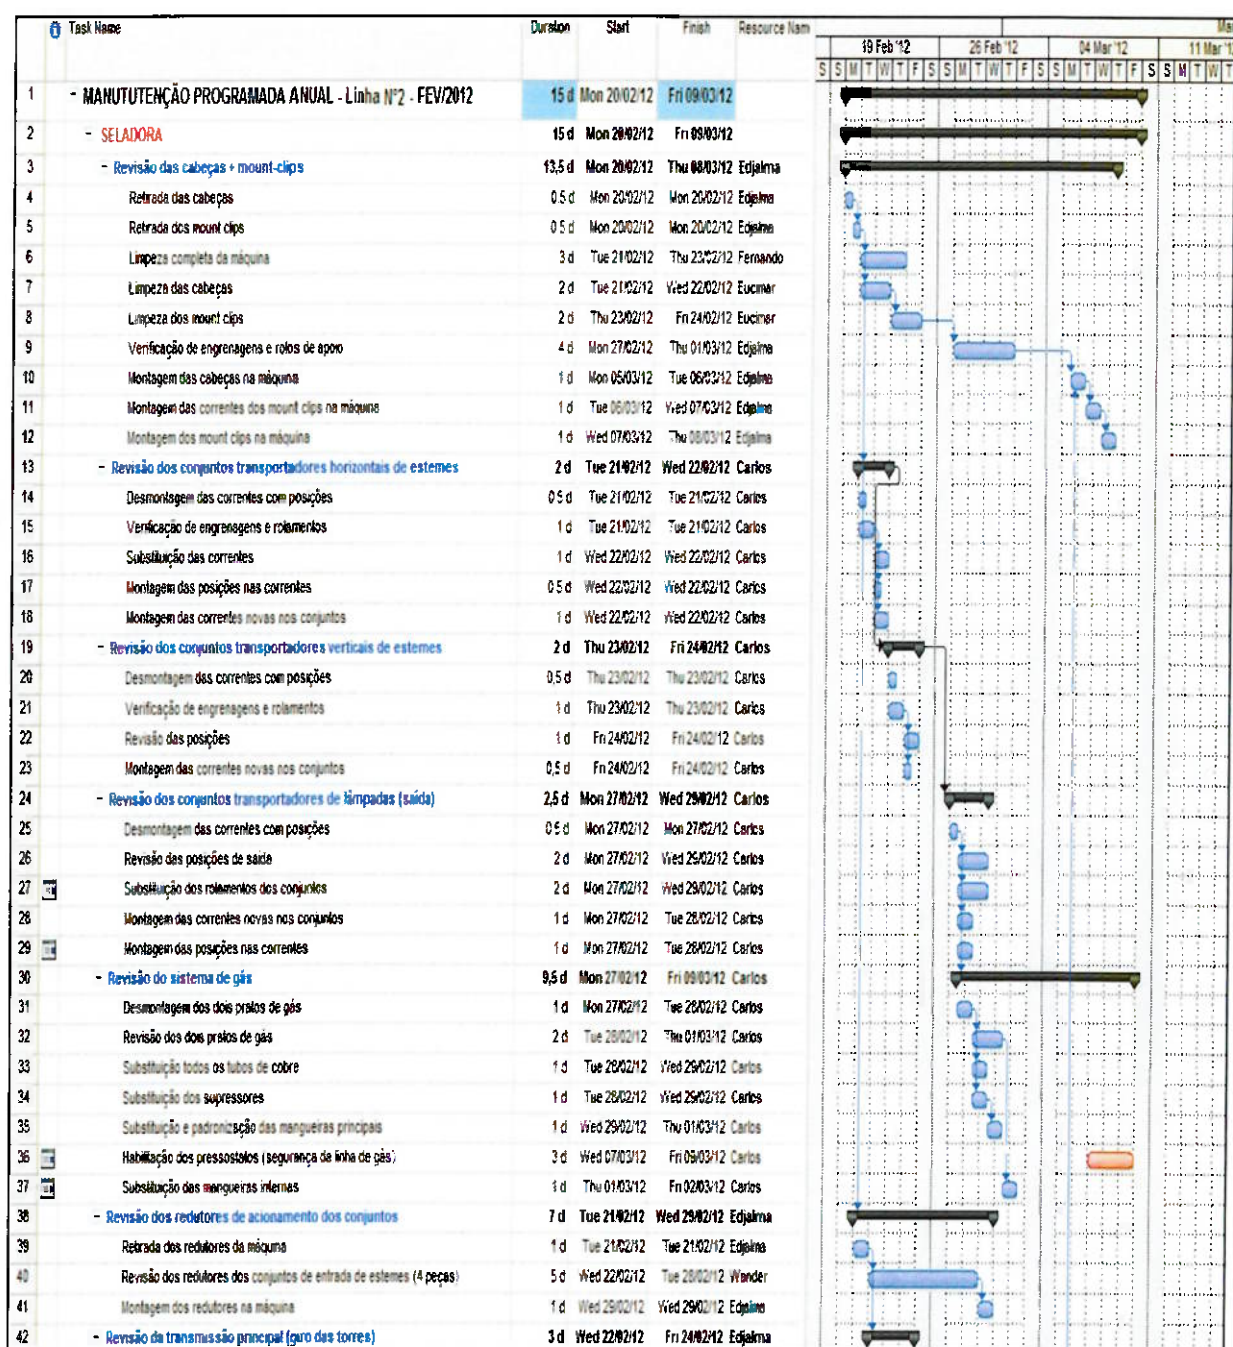 Task Name Duration Start Finish Resource Nam
Ma
19 Feb '12 26 Feb '12 04 Mar '12 11 Mar '1
S S M T W T F S S M T W T F S S M T W T F S S M T W T
1 - MANUTUTENÇÃO PROGRAMADA ANUAL - Linha Nº2 - FEV/2012 15 d Mon 20/02/12 Fri 09/03/12
2 - SELADORA 15 d Mon 20/02/12 Fri 09/03/12
3 - Revisão das cabeças + mount-clips 13,5 d Mon 20/02/12 Thu 08/03/12 Edjalma
4 Retirada das cabeças 0.5 d Mon 20/02/12 Mon 20/02/12 Edjalma
5 Retirada dos mount clips 0.5 d Mon 20/02/12 Mon 20/02/12 Edjalma
6 Limpeza completa da máquina 3 d Tue 21/02/12 Thu 23/02/12 Fernando
7 Limpeza das cabeças 2 d Tue 21/02/12 Wed 22/02/12 Eucimar
8 Limpeza dos mount clips 2 d Thu 23/02/12 Fri 24/02/12 Eucimar
9 Verificação de engrenagens e rolos de apoio 4 d Mon 27/02/12 Thu 01/03/12 Edjalma
10 Montagem das cabeças na máquina 1 d Mon 05/03/12 Tue 06/03/12 Edjalma
11 Montagem das correntes dos mount clips na máquina 1 d Tue 06/03/12 Wed 07/03/12 Edjalma
12 Montagem dos mount clips na máquina 1 d Wed 07/03/12 Thu 08/03/12 Edjalma
13 - Revisão dos conjuntos transportadores horizontais de estemes 2 d Tue 21/02/12 Wed 22/02/12 Carlos
14 Desmontagem das correntes com posições 0.5 d Tue 21/02/12 Tue 21/02/12 Carlos
15 Verificação de engrenagens e rolamentos 1 d Tue 21/02/12 Tue 21/02/12 Carlos
16 Substituição das correntes 1 d Wed 22/02/12 Wed 22/02/12 Carlos
17 Montagem das posições nas correntes 0.5 d Wed 22/02/12 Wed 22/02/12 Carlos
18 Montagem das correntes novas nos conjuntos 1 d Wed 22/02/12 Wed 22/02/12 Carlos
19 - Revisão dos conjuntos transportadores verticais de estemes 2 d Thu 23/02/12 Fri 24/02/12 Carlos
20 Desmontagem das correntes com posições 0,5 d Thu 23/02/12 Thu 23/02/12 Carlos
21 Verificação de engrenagens e rolamentos 1 d Thu 23/02/12 Thu 23/02/12 Carlos
22 Revisão das posições 1 d Fri 24/02/12 Fri 24/02/12 Carlos
23 Montagem das correntes novas nos conjuntos 0,5 d Fri 24/02/12 Fri 24/02/12 Carlos
24 - Revisão dos conjuntos transportadores de lâmpadas (saída) 2,5 d Mon 27/02/12 Wed 29/02/12 Carlos
25 Desmontagem das correntes com posições 0.5 d Mon 27/02/12 Mon 27/02/12 Carlos
26 Revisão das posições de saída 2 d Mon 27/02/12 Wed 29/02/12 Carlos
27 Substituição dos rolamentos dos conjuntos 2 d Mon 27/02/12 Wed 29/02/12 Carlos
28 Montagem das correntes novas nos conjuntos 1 d Mon 27/02/12 Tue 28/02/12 Carlos
29 Montagem das posições nas correntes 1 d Mon 27/02/12 Tue 28/02/12 Carlos
30 - Revisão do sistema de gás 9,5 d Mon 27/02/12 Fri 09/03/12 Carlos
31 Desmontagem dos dois pratos de gás 1 d Mon 27/02/12 Tue 28/02/12 Carlos
32 Revisão dos dois pratos de gás 2 d Tue 28/02/12 Thu 01/03/12 Carlos
33 Substituição todos os tubos de cobre 1 d Tue 28/02/12 Wed 29/02/12 Carlos
34 Substituição dos supressores 1 d Tue 28/02/12 Wed 29/02/12 Carlos
35 Substituição e padronização das mangueiras principais 1 d Wed 29/02/12 Thu 01/03/12 Carlos
36 Habilitação dos pressostatos (segurança da linha de gás) 3 d Wed 07/03/12 Fri 09/03/12 Carlos
37 Substituição das mangueiras internas 1 d Thu 01/03/12 Fri 02/03/12 Carlos
38 - Revisão dos redutores de acionamento dos conjuntos 7 d Tue 21/02/12 Wed 29/02/12 Edjalma
39 Retirada dos redutores da máquina 1 d Tue 21/02/12 Tue 21/02/12 Edjalma
40 Revisão dos redutores dos conjuntos de entrada de estemes (4 peças) 5 d Wed 22/02/12 Tue 28/02/12 Wander
41 Montagem dos redutores na máquina 1 d Wed 29/02/12 Wed 29/02/12 Edjalma
42 - Revisão da transmissão principal (giro das torres) 3 d Wed 22/02/12 Fri 24/02/12 Edjalma